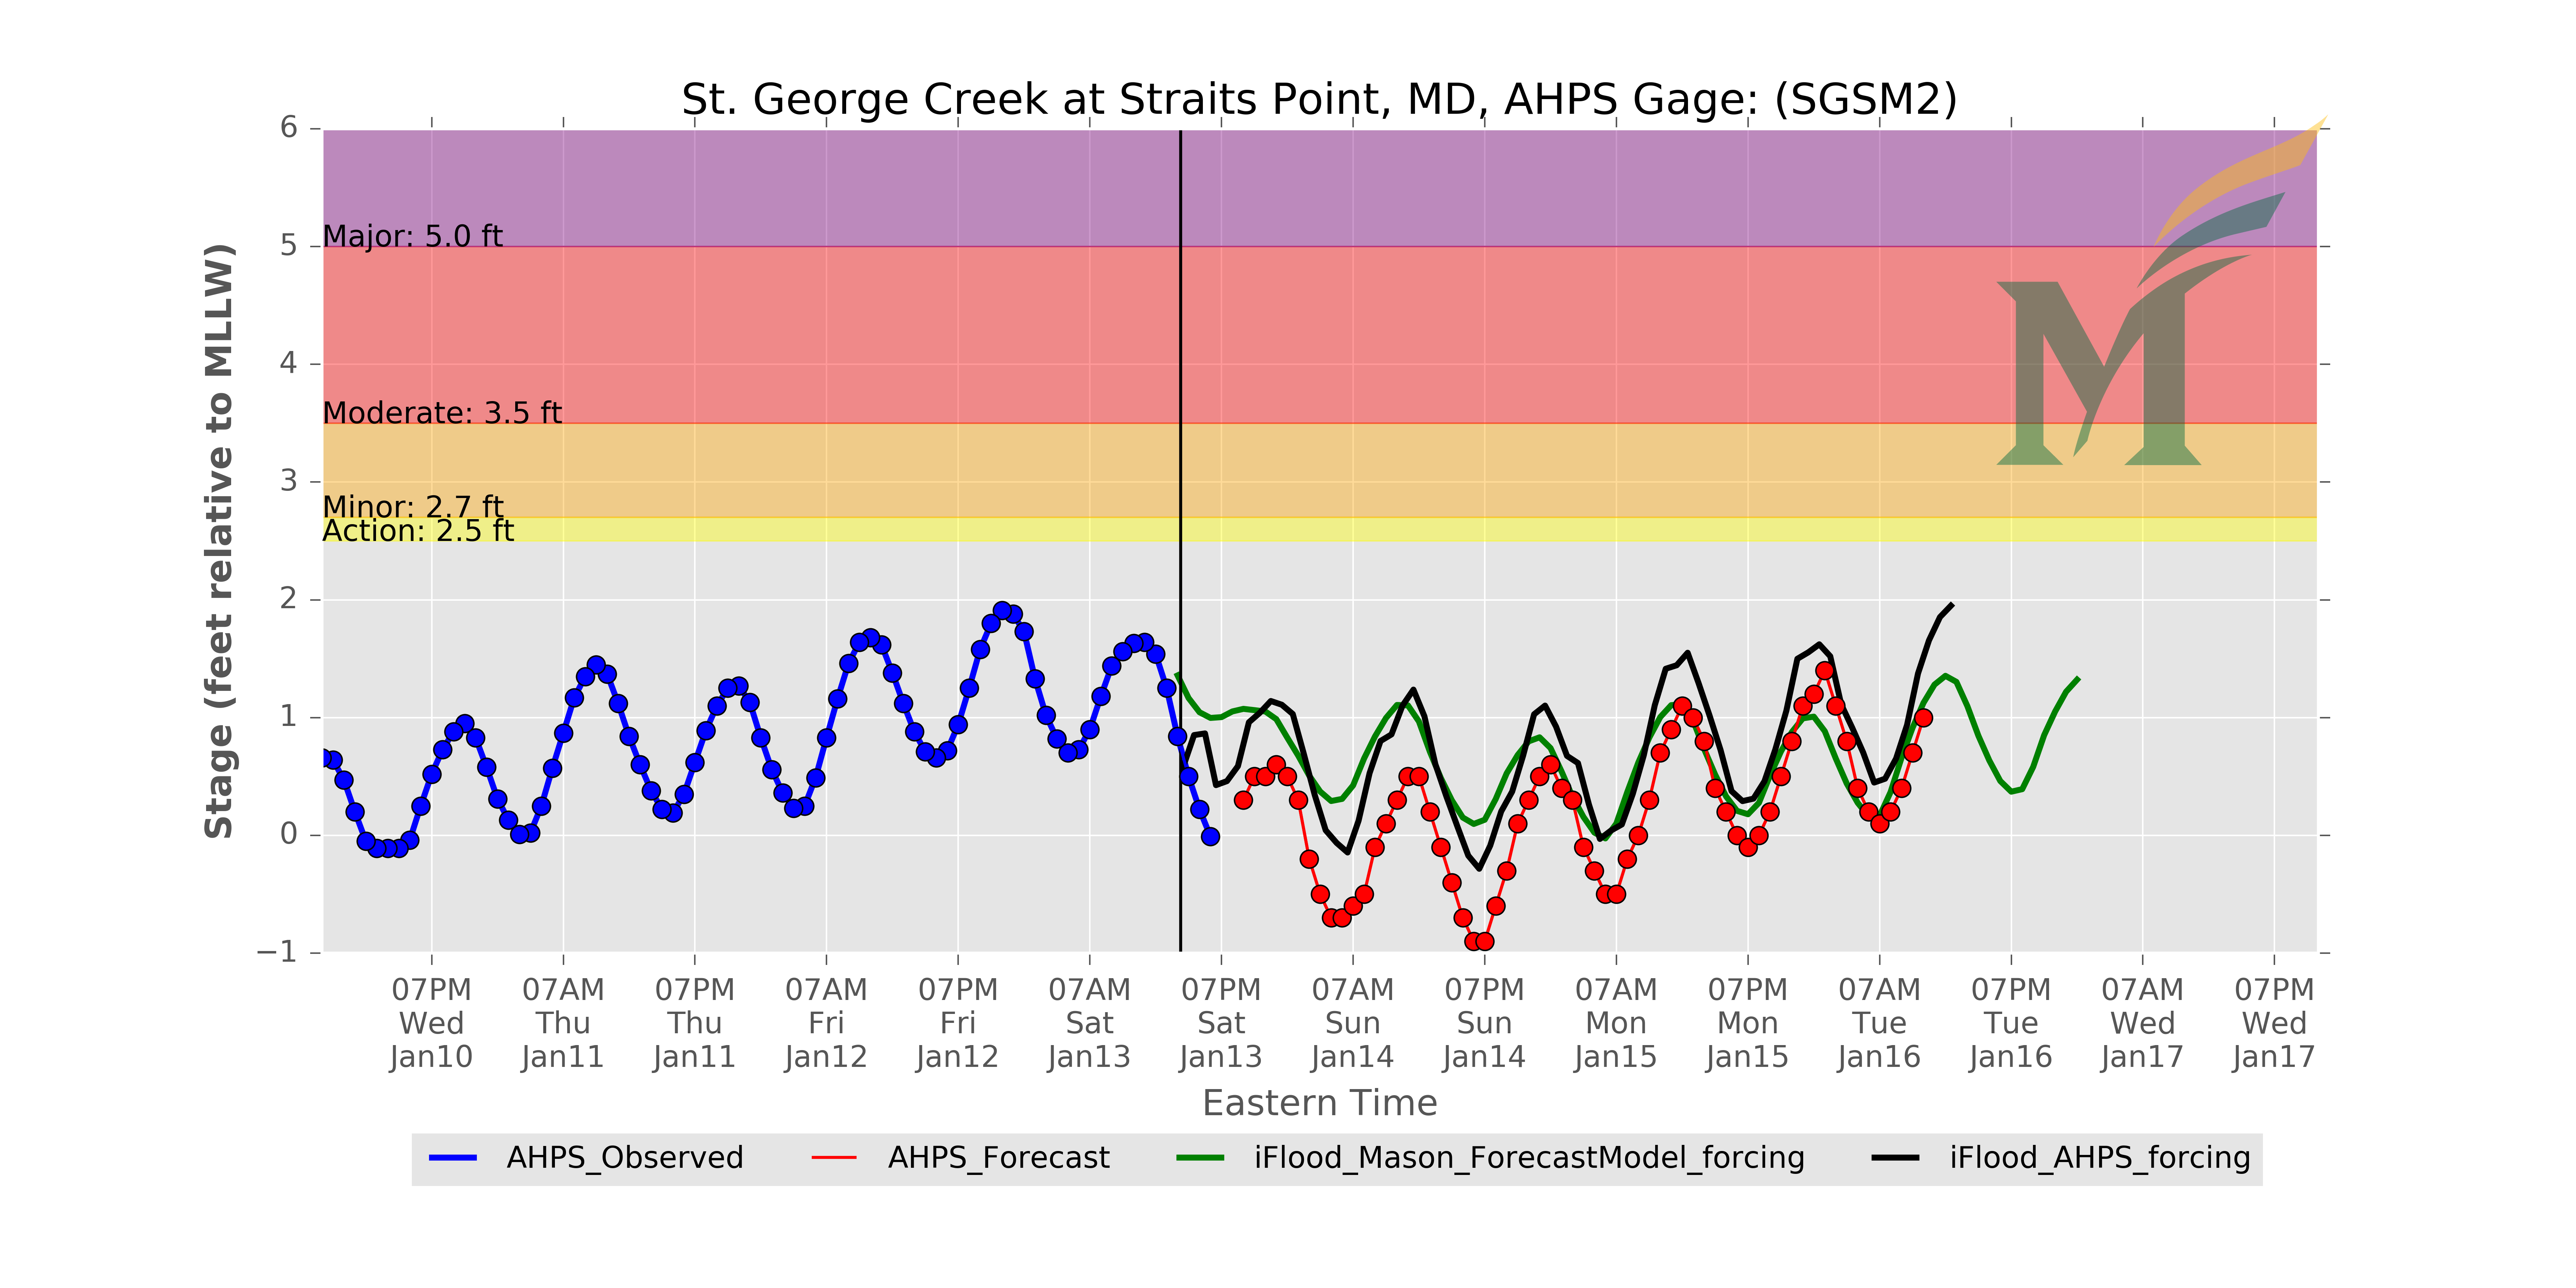 St. George Creek at Straits Point, MD, AHPS Gage: (SGSM2)
6
5
4
3
2
1
0
−1
Stage (feet relative to MLLW)
Major: 5.0 ft
Moderate: 3.5 ft
Minor: 2.7 ft
Action: 2.5 ft
M
07PM 07AM 07PM 07AM 07PM 07AM 07PM 07AM 07PM 07AM 07PM 07AM 07PM 07AM 07PM
Wed Thu Thu Fri Fri Sat Sat Sun Sun Mon Mon Tue Tue Wed Wed
Jan10 Jan11 Jan11 Jan12 Jan12 Jan13 Jan13 Jan14 Jan14 Jan15 Jan15 Jan16 Jan16 Jan17 Jan17
Eastern Time
AHPS_Observed AHPS_Forecast iFlood_Mason_ForecastModel_forcing iFlood_AHPS_forcing